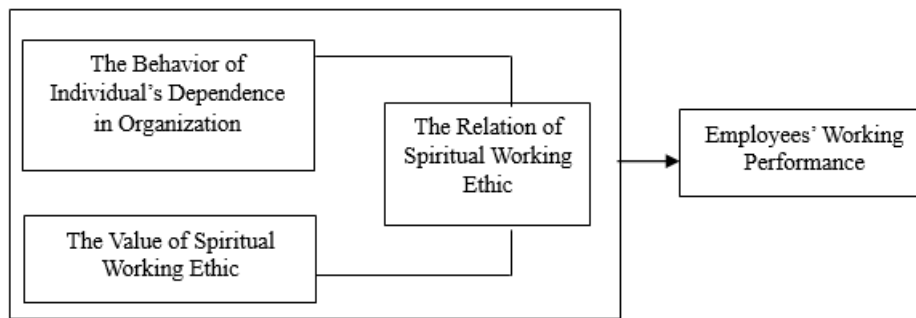 The Behavior of
Individual's Dependence
in Organization
The Relation of
Spiritual Working
Ethic
Employees' Working
Performance
The Value of Spiritual
Working Ethic